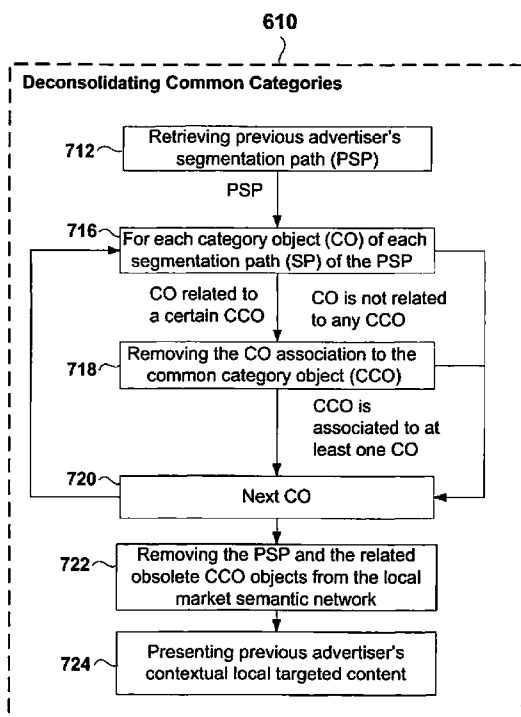 610
Deconsolidating Common Categories
712
Retrieving previous advertiser's
segmentation path (PSP)
PSP
716
For each category object (CO) of each
segmentation path (SP) of the PSP
CO related to
a certain CCO
CO is not related
to any CCO
718
Removing the CO association to the
common category object (CCO)
CCO is
associated to at
least one CO
720
Next CO
722
Removing the PSP and the related
obsolete CCO objects from the local
market semantic network
724
Presenting previous advertiser's
contextual local targeted content